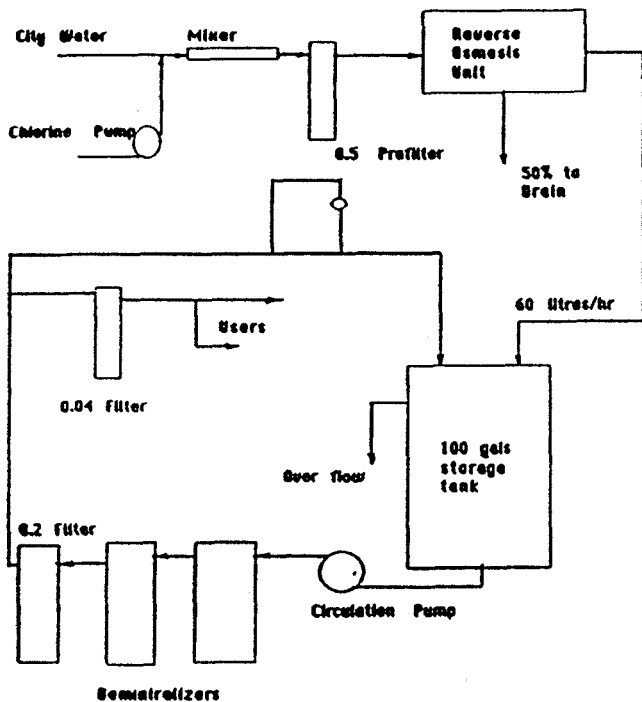 City Water
Mixer
Reverse
Osmosis
Unit
Chlorine Pump
0.5 Prefilter
50% to
Drain
60 litres/hr
Users
0.04 Filter
100 gals
storage
tank
Over flow
0.2 Filter
Circulation Pump
Demintralizers